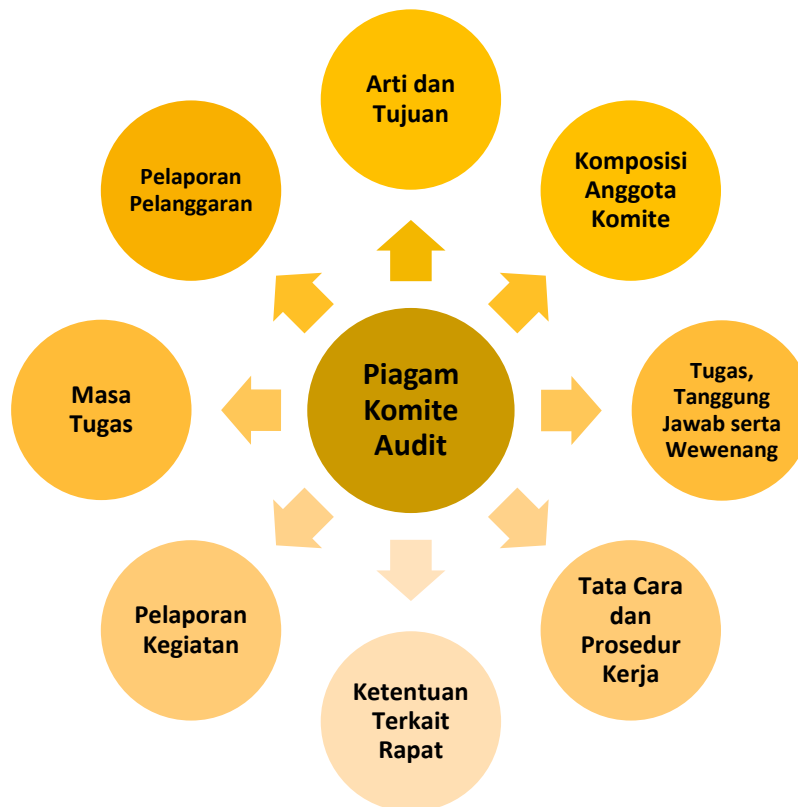 Arti dan
Tujuan
Komposisi
Anggota
Komite
Tugas,
Tanggung
Jawab serta
Wewenang
Tata Cara
dan
Prosedur
Kerja
Ketentuan
Terkait
Rapat
Pelaporan
Kegiatan
Masa
Tugas
Pelaporan
Pelanggaran
Piagam
Komite
Audit